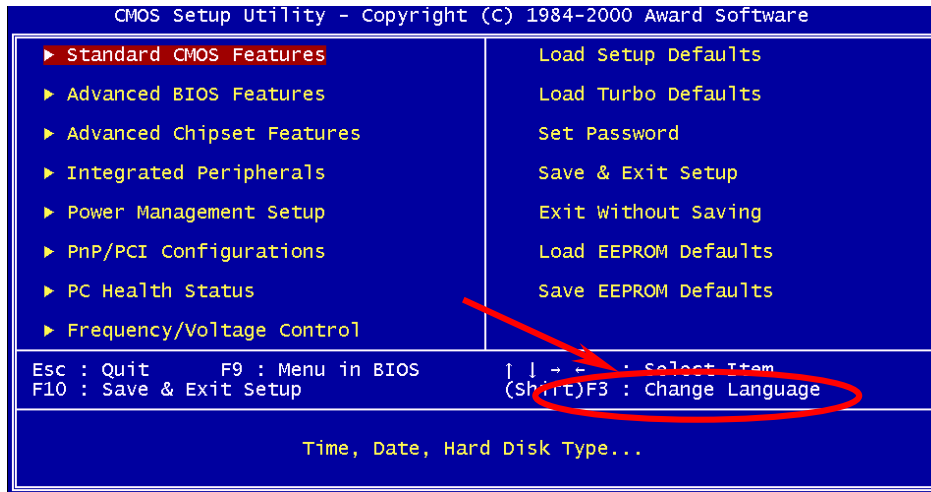 CMOS Setup Utility – Copyright (C) 1984-2000 Award Software
▶ Standard CMOS Features
▶ Advanced BIOS Features
▶ Advanced Chipset Features
▶ Integrated Peripherals
▶ Power Management Setup
▶ PnP/PCI Configurations
▶ PC Health Status
▶ Frequency/Voltage Control
Load Setup Defaults
Load Turbo Defaults
Set Password
Save & Exit Setup
Exit Without Saving
Load EEPROM Defaults
Save EEPROM Defaults
Esc : Quit F9 : Menu in BIOS ↑ ↓ → ← : Select Item
F10 : Save & Exit Setup (Shift)F3 : Change Language
Time, Date, Hard Disk Type...